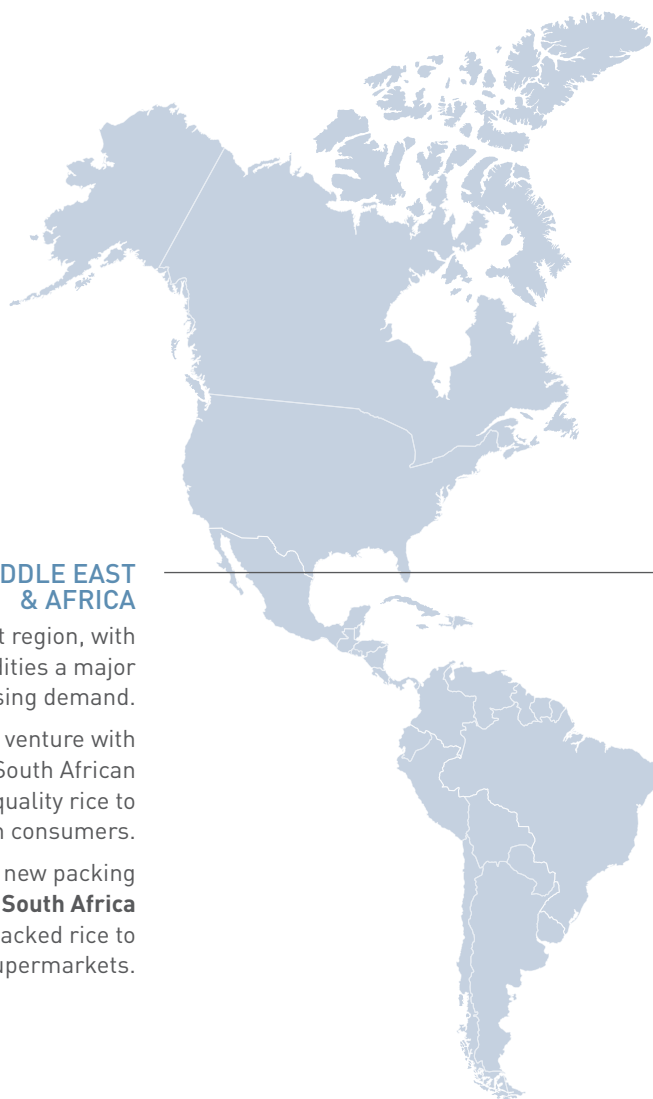 DDLE EAST
& AFRICA
t region, with
lities a major
sing demand.
venture with
South African
quality rice to
n consumers.
new packing
South Africa
acked rice to
upermarkets.